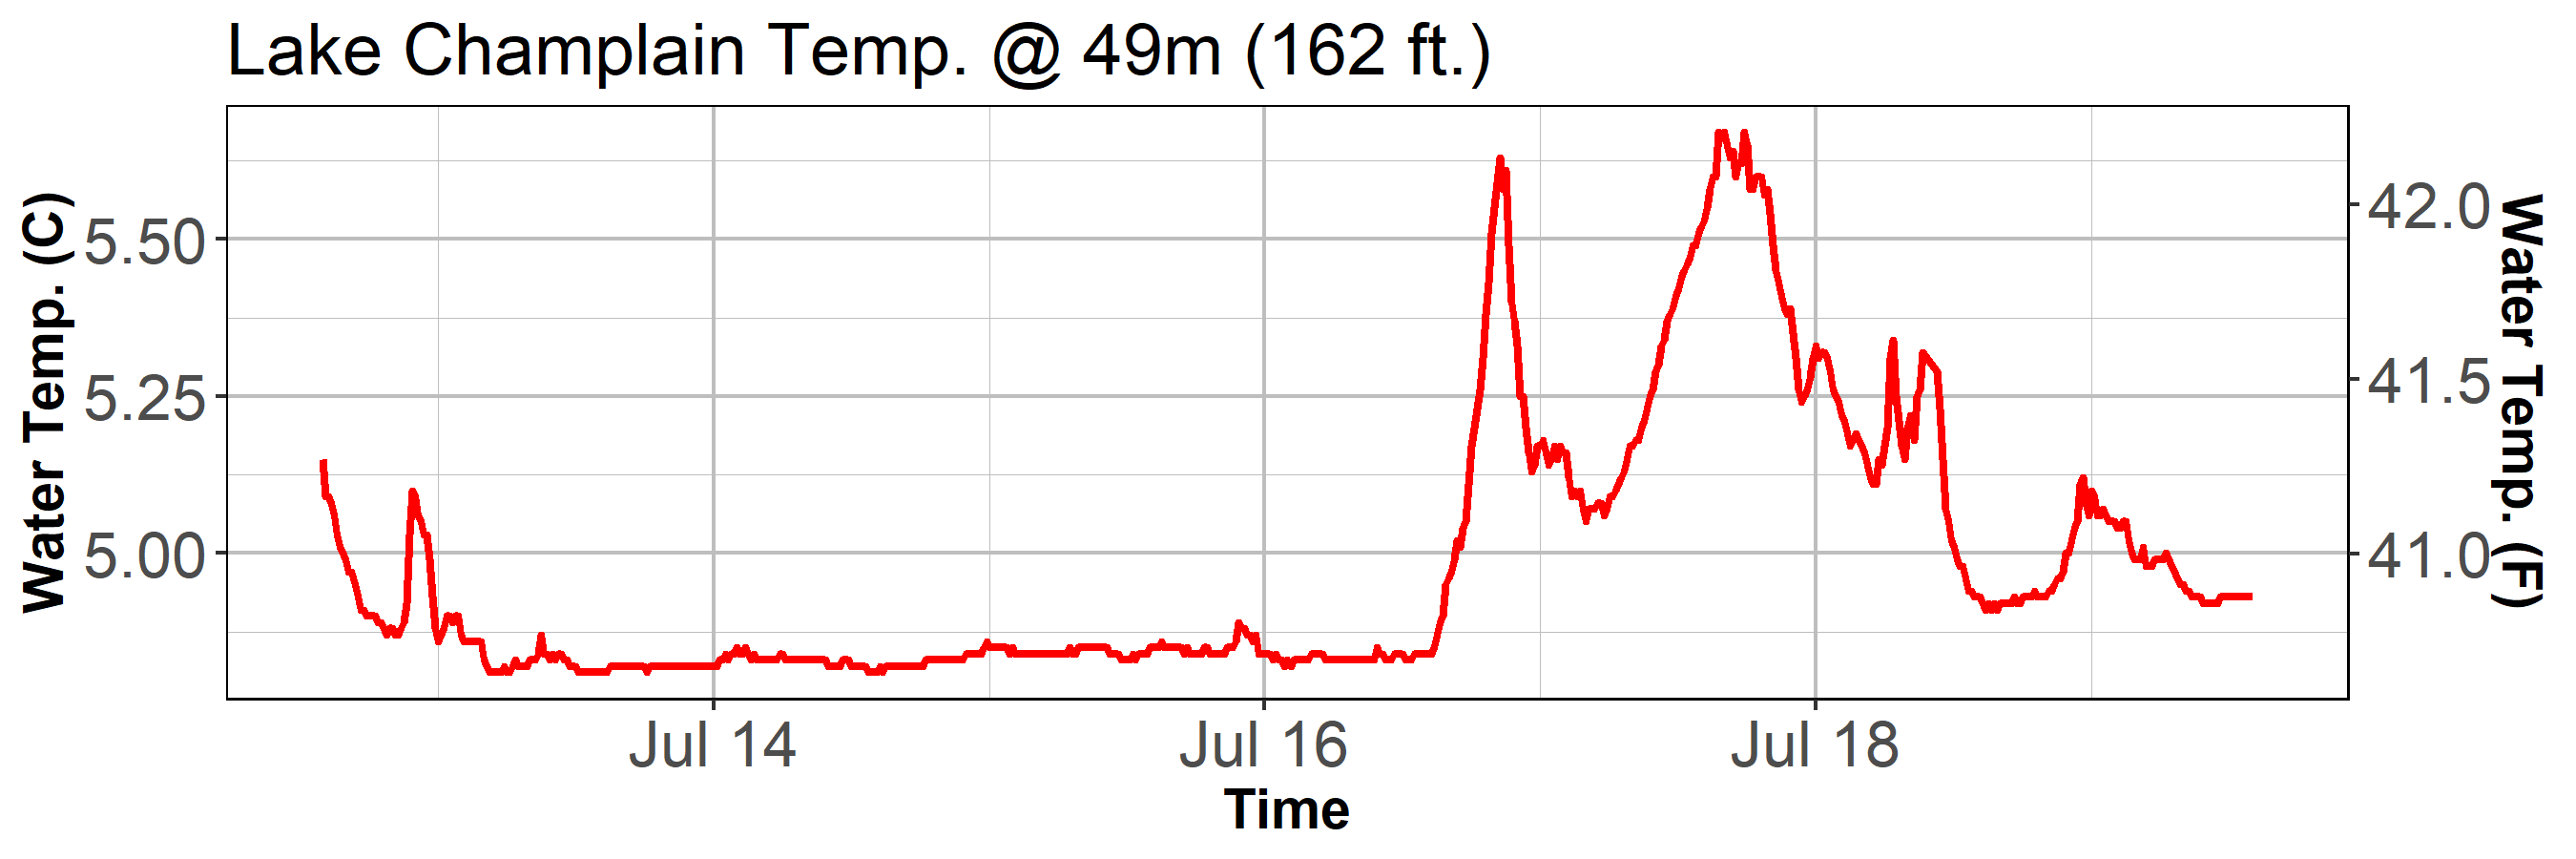 Lake Champlain Temp. @ 49m (162 ft.)
Water Temp. (C)
5.50
5.25
5.00
42.0
41.5
41.0
Water Temp. (F)
Jul 14
Jul 16
Jul 18
Time